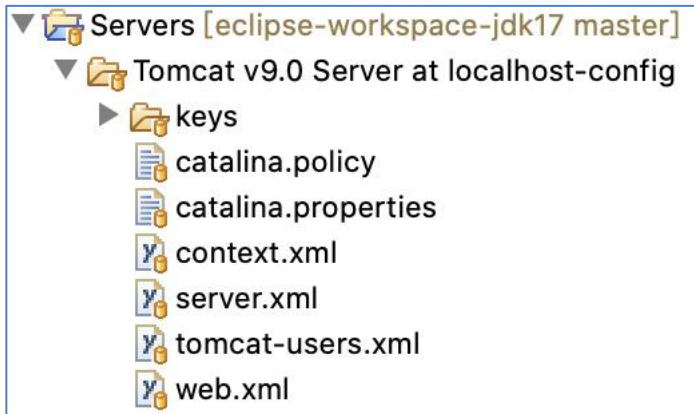 Servers [eclipse-workspace-jdk17 master]
Tomcat v9.0 Server at localhost-config
keys
catalina.policy
catalina.properties
context.xml
server.xml
tomcat-users.xml
web.xml